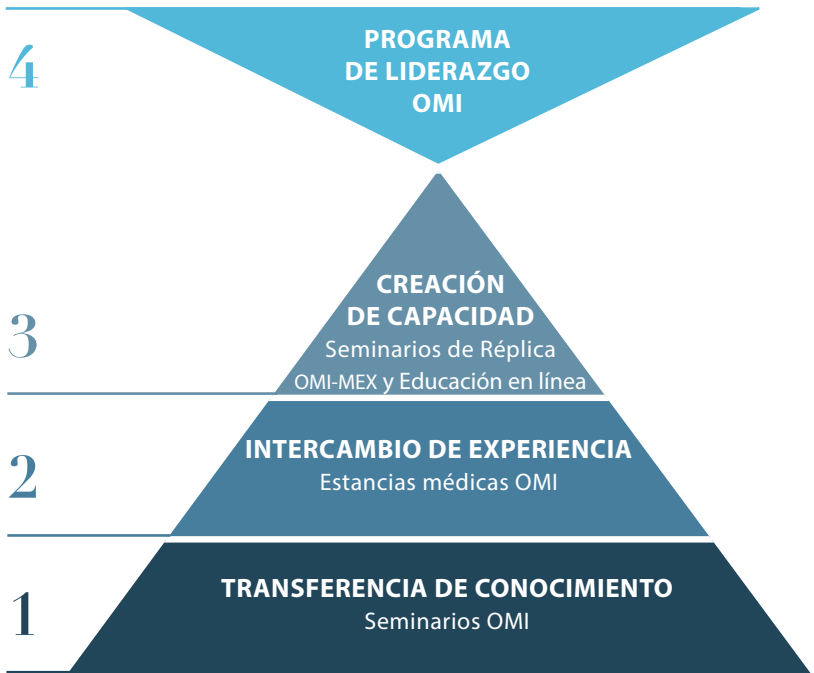 4
PROGRAMA
DE LIDERAZGO
OMI
3
CREACIÓN
DE CAPACIDAD
Seminarios de Réplica
OMI-MEX y Educación en línea
2
INTERCAMBIO DE EXPERIENCIA
Estancias médicas OMI
1
TRANSFERENCIA DE CONOCIMIENTO
Seminarios OMI